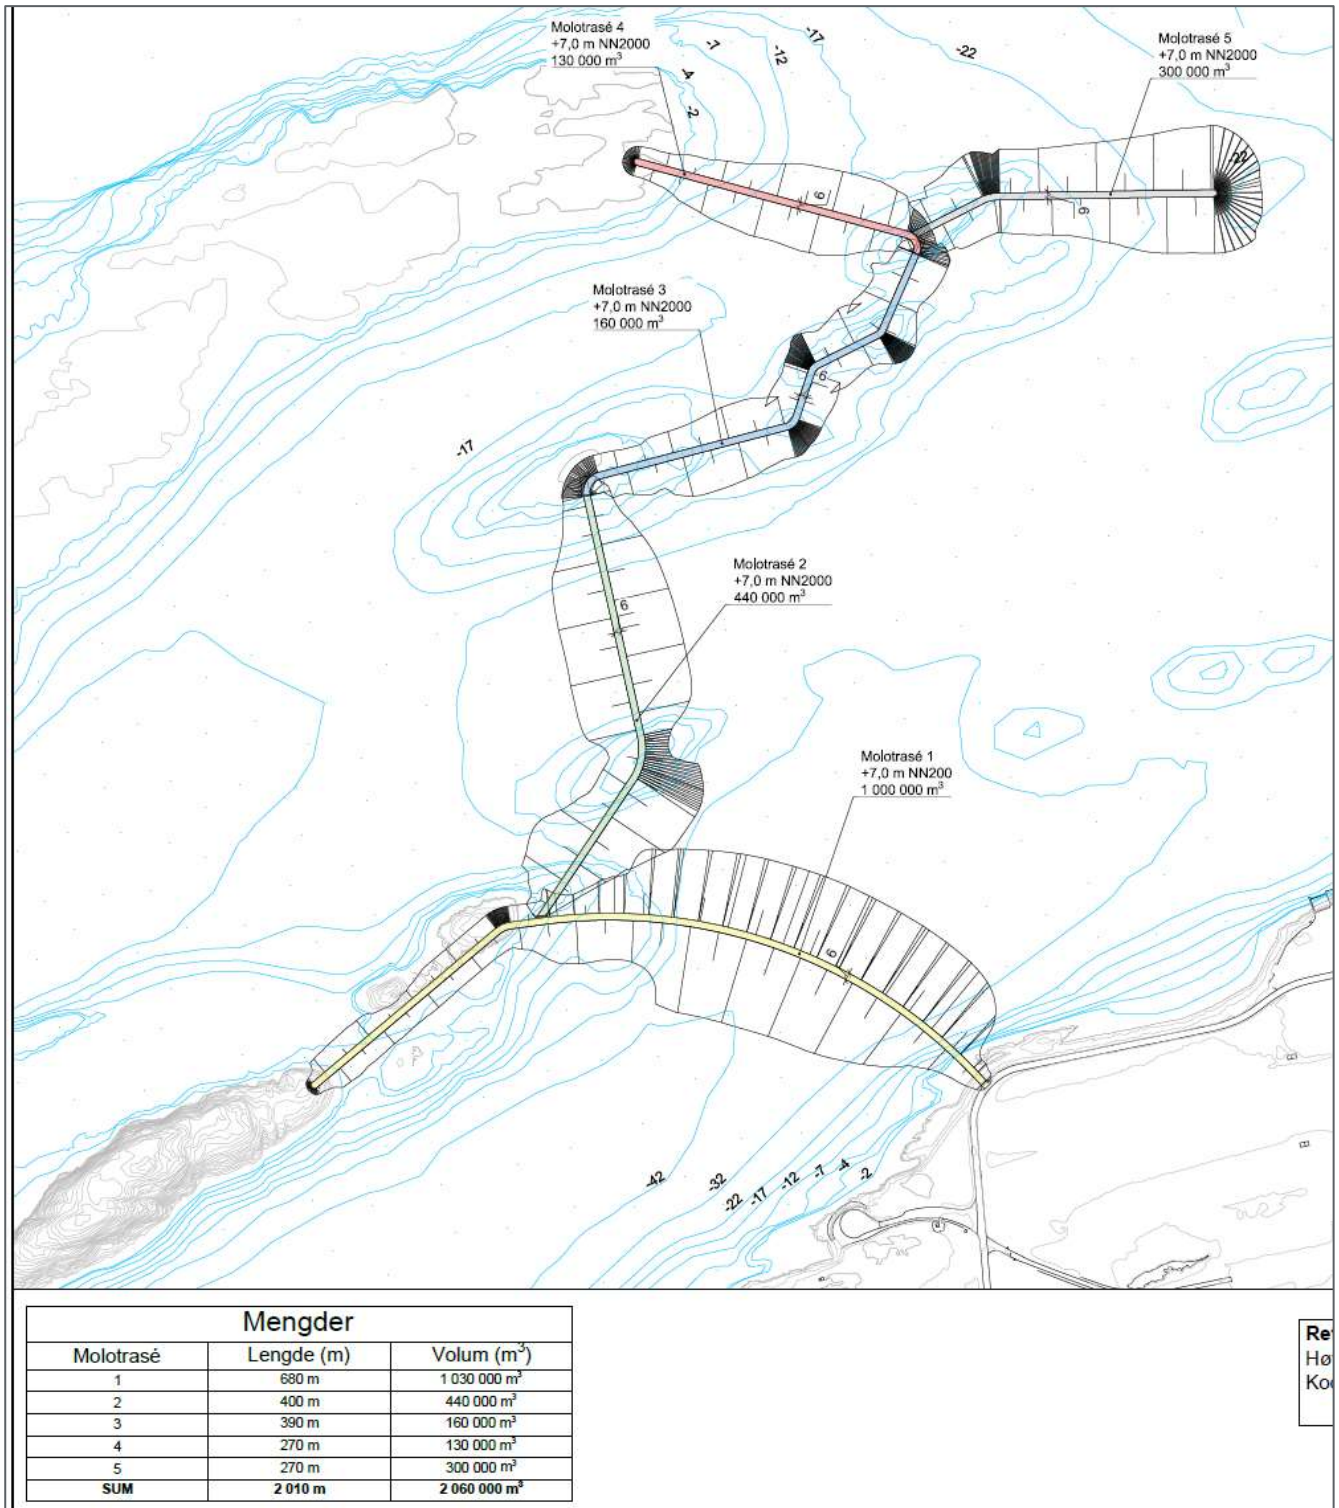 Molotrasé 4
+7,0 m NN2000
130 000 m³
-17
-7
-12
-22
Molotrasé 5
+7,0 m NN2000
300 000 m³
-4
-2
-22
6
6
Molotrasé 3
+7,0 m NN2000
160 000 m³
6
-17
Molotrasé 2
+7,0 m NN2000
440 000 m³
6
Molotrasé 1
+7,0 m NN200
1 000 000 m³
6
-42
-32
-22
-17
-12
-7
-4
-2
Mengder
Molotrasé Lengde (m) Volum (m³)
1 680 m 1 030 000 m³
2 400 m 440 000 m³
3 390 m 160 000 m³
4 270 m 130 000 m³
5 270 m 300 000 m³
SUM 2 010 m 2 060 000 m³
Re
Hø
Ko